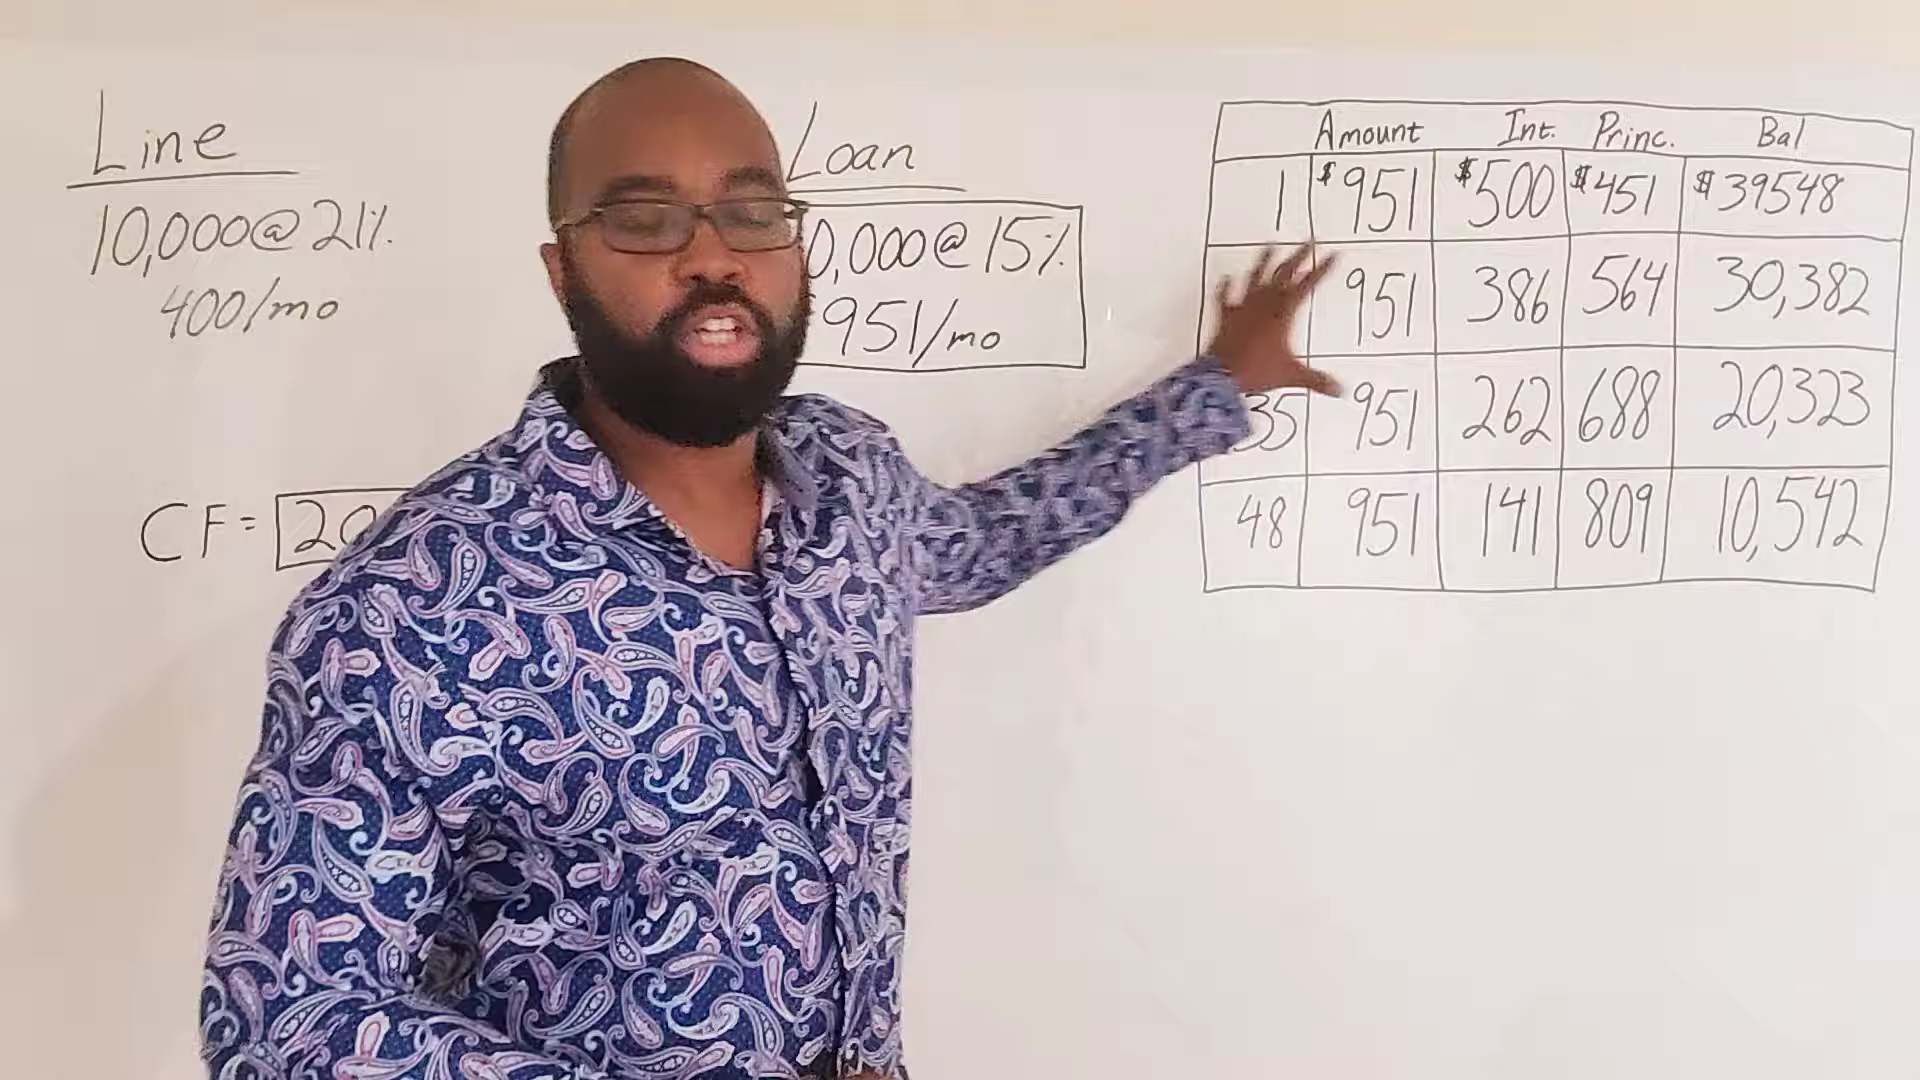 Line
10,000@21%
400/mo
CF=
Loan
0,000@15%
951/mo
Amount Int. Princ. Bal
1 $951 $500 $451 $39548
951 386 564 30,382
35 951 262 688 20,323
48 951 141 809 10,542